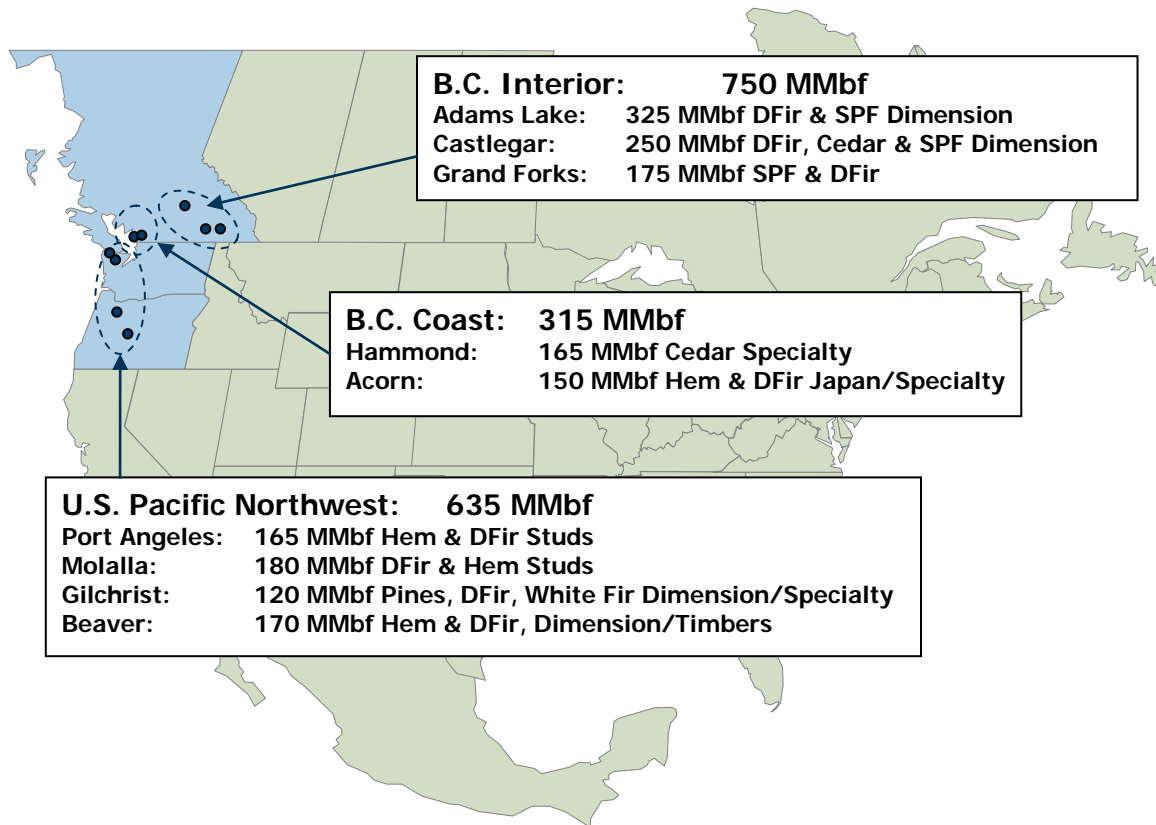 B.C. Interior: 750 MMbf
Adams Lake: 325 MMbf DFir & SPF Dimension
Castlegar: 250 MMbf DFir, Cedar & SPF Dimension
Grand Forks: 175 MMbf SPF & DFir
B.C. Coast: 315 MMbf
Hammond: 165 MMbf Cedar Specialty
Acorn: 150 MMbf Hem & DFir Japan/Specialty
U.S. Pacific Northwest: 635 MMbf
Port Angeles: 165 MMbf Hem & DFir Studs
Molalla: 180 MMbf DFir & Hem Studs
Gilchrist: 120 MMbf Pines, DFir, White Fir Dimension/Specialty
Beaver: 170 MMbf Hem & DFir, Dimension/Timbers